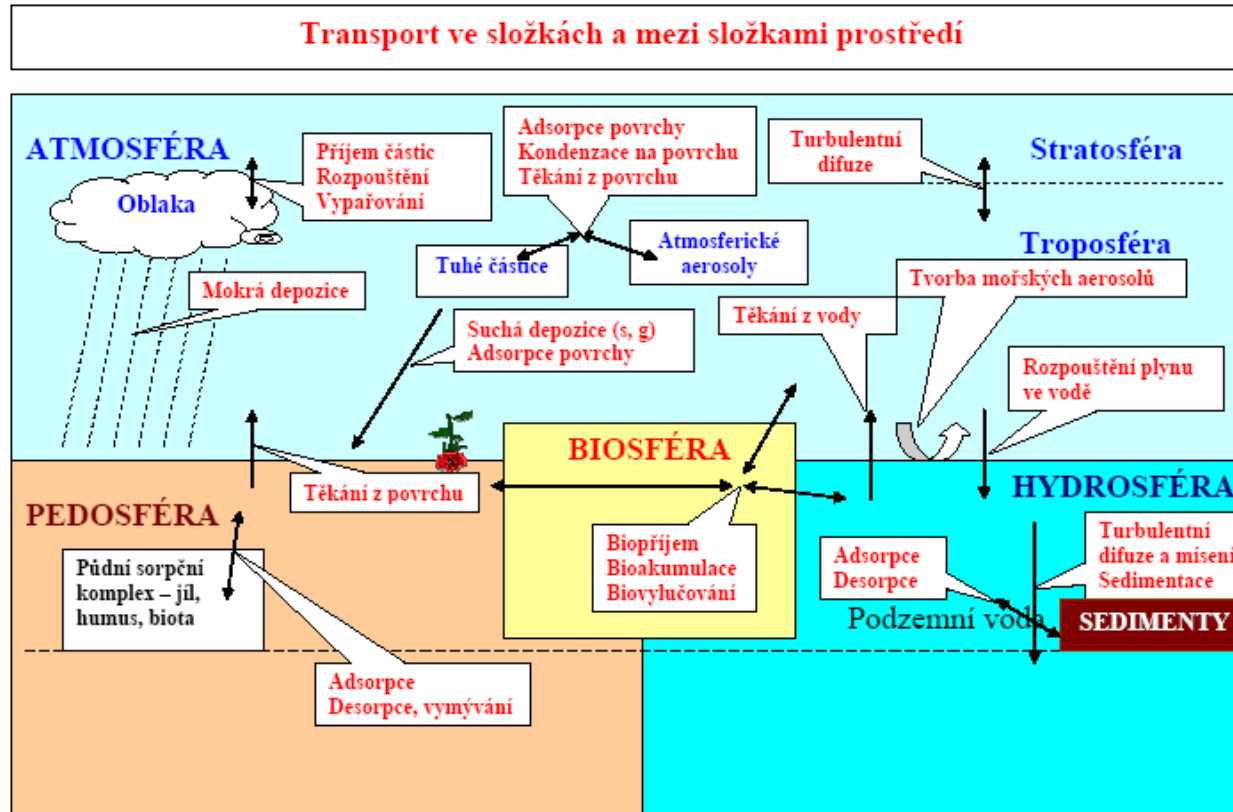 Transport ve složkách a mezi složkami prostředí
ATMOSFÉRA
Oblaka
Příjem částic
Rozpouštění
Vypařování
Adsorpce povrchy
Kondenzace na povrchu
Těkání z povrchu
Turbulentní
difuze
Stratosféra
Troposféra
Tuhé částice
Atmosferické
aerosoly
Mokrá depozice
Suchá depozice (s, g)
Adsorpce povrchy
Těkání z vody
Tvorba mořských aerosolů
Rozpouštění plynu
ve vodě
BIOSFÉRA
Těkání z povrchu
PEDOSFÉRA
HYDROSFÉRA
Půdní sorpční
komplex – jíl,
humus, biota
Biopříjem
Bioakumulace
Biovylučování
Adsorpce
Desorpce
Turbulentní
difuze a mísení
Sedimentace
Podzemní voda
SEDIMENTY
Adsorpce
Desorpce, vymývání